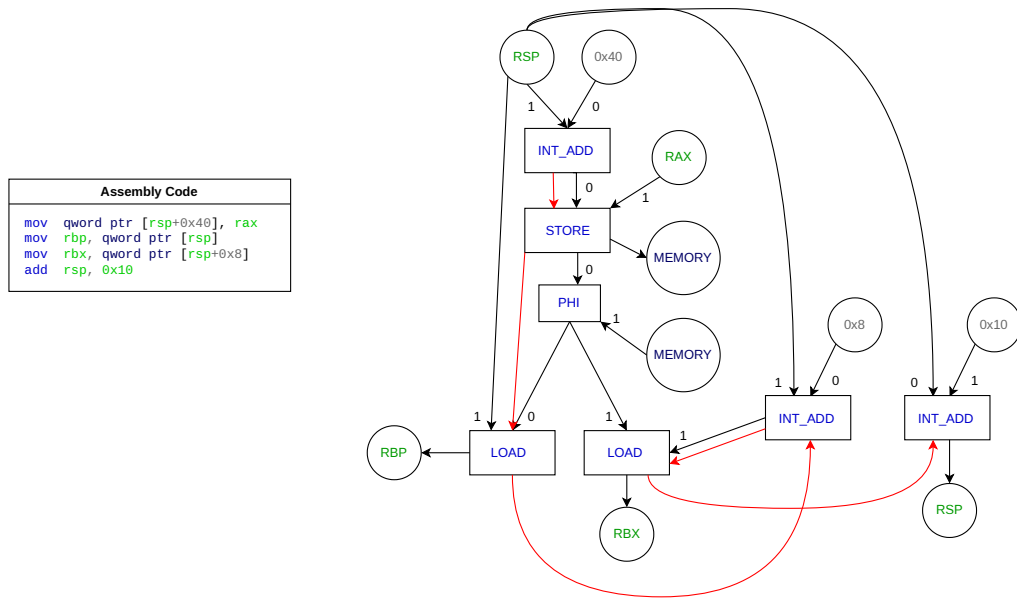 RSP
0x40
1
0
INT_ADD
RAX
0
1
STORE
MEMORY
0
PHI
1
MEMORY
0x8
0x10
Assembly Code
mov qword ptr [rsp+0x40], rax
mov rbp, qword ptr [rsp]
mov rbx, qword ptr [rsp+0x8]
add rsp, 0x10
1
0
1
1
0
0
1
INT_ADD
INT_ADD
1
RBP
LOAD
LOAD
RBX
RSP